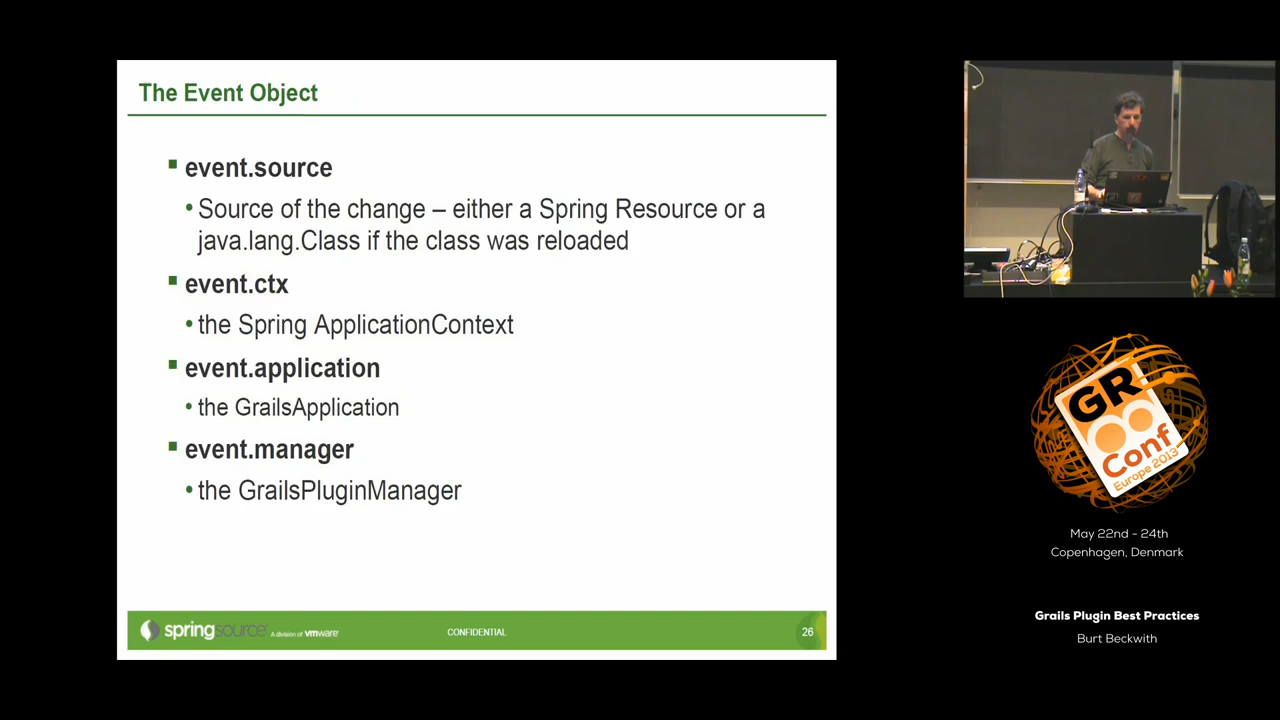 The Event Object
event.source
Source of the change – either a Spring Resource or a
java.lang.Class if the class was reloaded
event.ctx
the Spring ApplicationContext
event.application
the GrailsApplication
event.manager
the GrailsPluginManager
springsource A division of vmware
CONFIDENTIAL
26
GR
8
Conf
Europe 2013
May 22nd - 24th
Copenhagen, Denmark
Grails Plugin Best Practices
Burt Beckwith